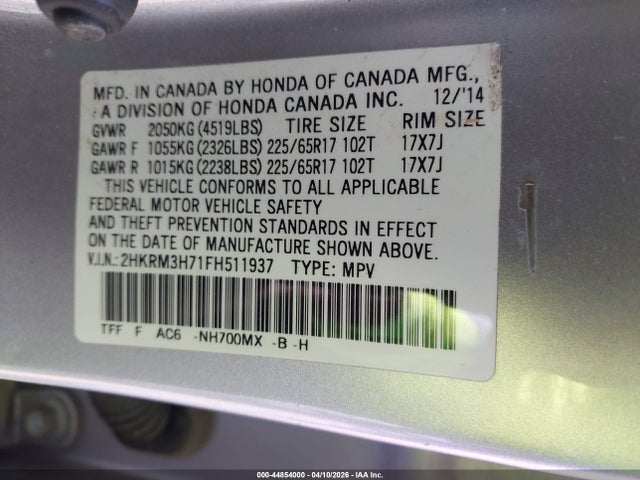 MFD. IN CANADA BY HONDA OF CANADA MFG.,
A DIVISION OF HONDA CANADA INC. 12/'14
GVWR 2050KG(4519LBS) TIRE SIZE RIM SIZE
GAWR F 1055KG(2326LBS) 225/65R17 102T 17X7J
GAWR R 1015KG(2238LBS) 225/65R17 102T 17X7J
THIS VEHICLE CONFORMS TO ALL APPLICABLE
FEDERAL MOTOR VEHICLE SAFETY
AND THEFT PREVENTION STANDARDS IN EFFECT
ON THE DATE OF MANUFACTURE SHOWN ABOVE.
V.I.N.:2HKRM3H71FH511937 TYPE: MPV
TFF F AC6 -NH700MX -B -H
000-44854000 - 04/10/2026 - IAA Inc.